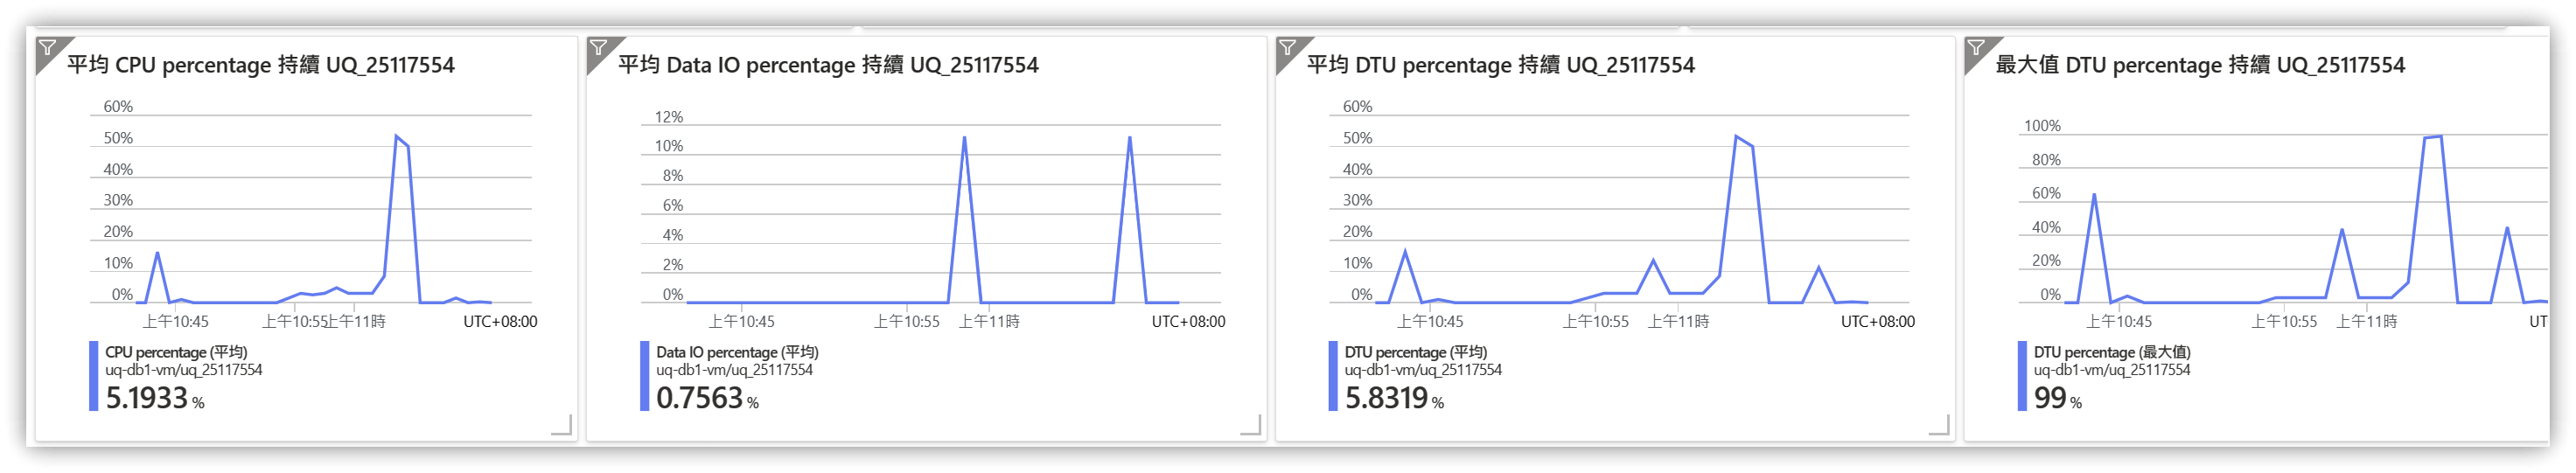 平均 CPU percentage 持續 UQ_25117554
60%
50%
40%
30%
20%
10%
0%
上午10:45
上午10:55
上午11時
UTC+08:00
CPU percentage (平均)
uq-db1-vm/uq_25117554
5.1933 %
平均 Data IO percentage 持續 UQ_25117554
12%
10%
8%
6%
4%
2%
0%
上午10:45
上午10:55
上午11時
UTC+08:00
Data IO percentage (平均)
uq-db1-vm/uq_25117554
0.7563 %
平均 DTU percentage 持續 UQ_25117554
60%
50%
40%
30%
20%
10%
0%
上午10:45
上午10:55
上午11時
UTC+08:00
DTU percentage (平均)
uq-db1-vm/uq_25117554
5.8319 %
最大值 DTU percentage 持續 UQ_25117554
100%
80%
60%
40%
20%
0%
上午10:45
上午10:55
上午11時
UT
DTU percentage (最大值)
uq-db1-vm/uq_25117554
99 %